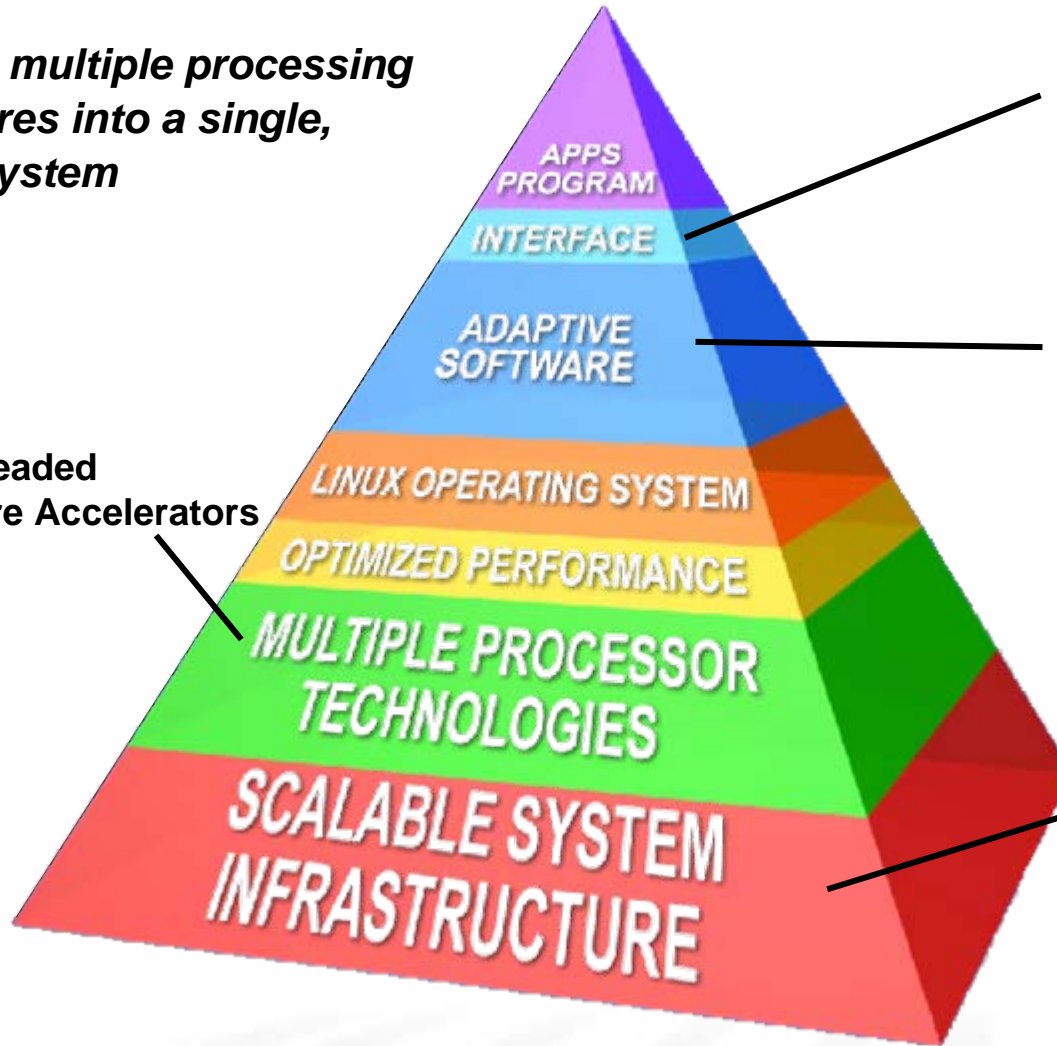 multiple processing
res into a single,
ystem
APPS
PROGRAM
INTERFACE
ADAPTIVE
SOFTWARE
eaded
re Accelerators
LINUX OPERATING SYSTEM
OPTIMIZED PERFORMANCE
MULTIPLE PROCESSOR
TECHNOLOGIES
SCALABLE SYSTEM
INFRASTRUCTURE